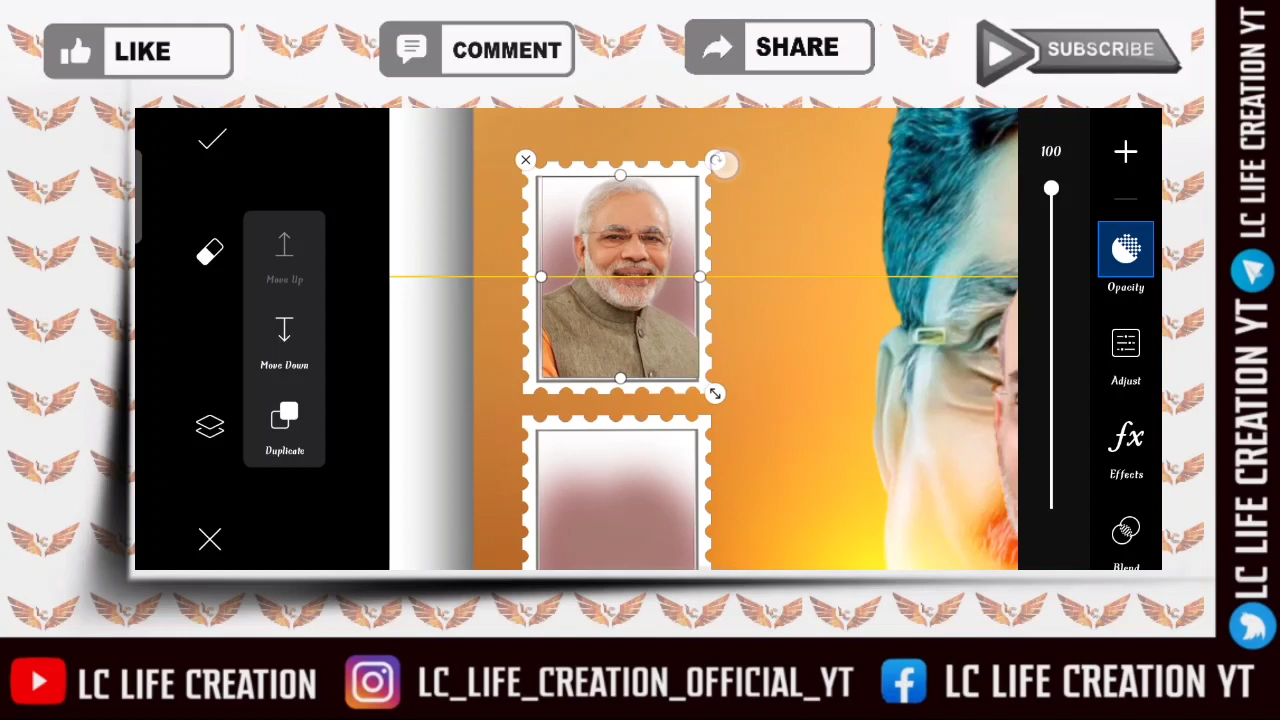 LIKE
COMMENT
SHARE
SUBSCRIBE
100
Move Up
Opacity
Move Down
Adjust
Duplicate
fx
Effects
Blend
LC LIFE CREATION
LC_LIFE_CREATION_OFFICIAL_YT
LC LIFE CREATION YT
LC LIFE CREATION YT
LC LIFE CREATION YT